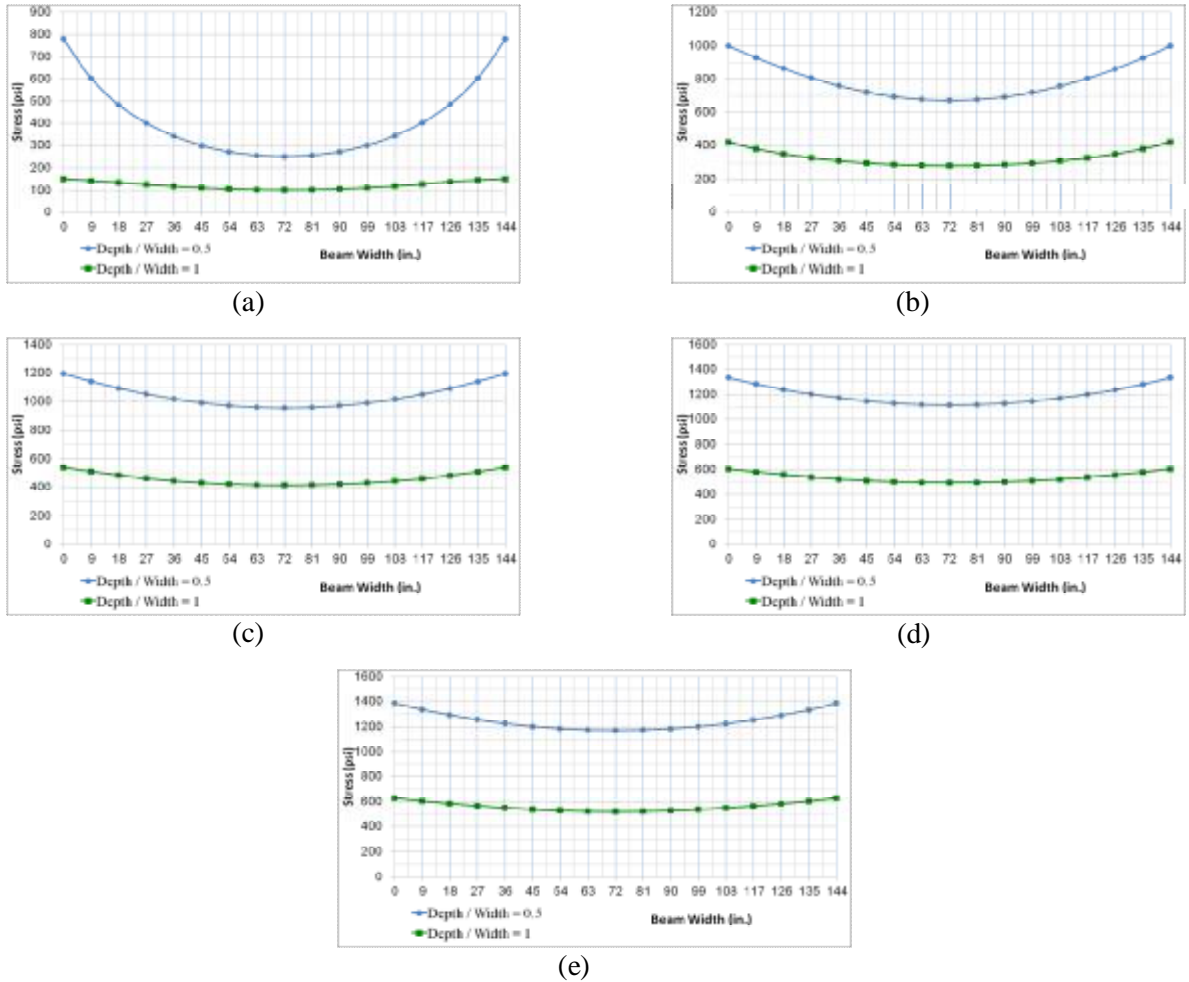 900
800
700
600
500
400
300
200
100
0
Stress (psi)
0 9 18 27 36 45 54 63 72 81 90 99 108 117 126 135 144
Depth / Width = 0.5
Beam Width (in.)
Depth / Width = 1
(a)
1200
1000
800
600
400
200
0
Stress (psi)
0 9 18 27 36 45 54 63 72 81 90 99 108 117 126 135 144
Depth / Width = 0.5
Beam Width (in.)
Depth / Width = 1
(b)
1400
1200
1000
800
600
400
200
0
Stress (psi)
0 9 18 27 36 45 54 63 72 81 90 99 108 117 126 135 144
Depth / Width = 0.5
Beam Width (in.)
Depth / Width = 1
(c)
1600
1400
1200
1000
800
600
400
200
0
Stress (psi)
0 9 18 27 36 45 54 63 72 81 90 99 108 117 126 135 144
Depth / Width = 0.5
Beam Width (in.)
Depth / Width = 1
(d)
1600
1400
1200
1000
800
600
400
200
0
Stress (psi)
0 9 18 27 36 45 54 63 72 81 90 99 108 117 126 135 144
Depth / Width = 0.5
Beam Width (in.)
Depth / Width = 1
(e)